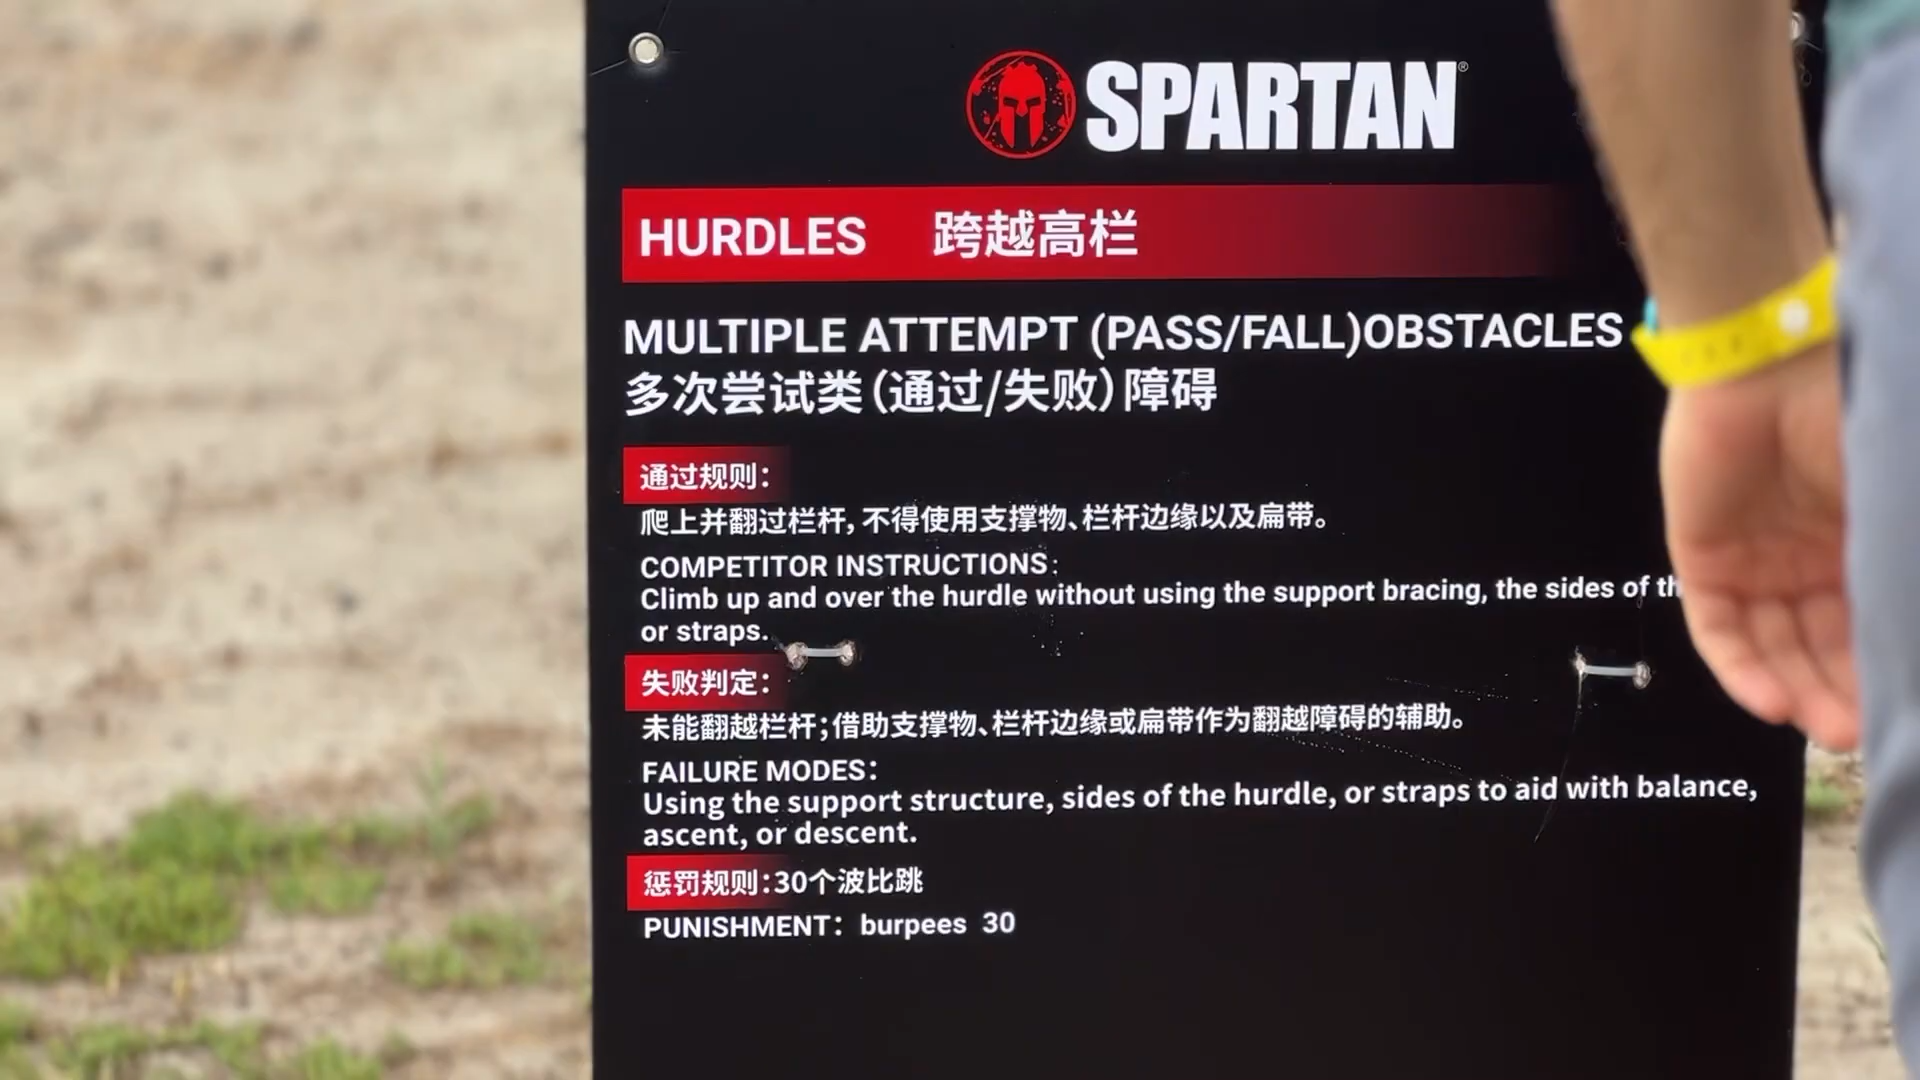 SPARTAN®
HURDLES 跨越高栏
MULTIPLE ATTEMPT (PASS/FALL)OBSTACLES
多次尝试类(通过/失败)障碍
通过规则:
爬上并翻过栏杆,不得使用支撑物、栏杆边缘以及扁带。
COMPETITOR INSTRUCTIONS:
Climb up and over the hurdle without using the support bracing, the sides of
or straps.
失败判定:
未能翻越栏杆;借助支撑物、栏杆边缘或扁带作为翻越障碍的辅助。
FAILURE MODES:
Using the support structure, sides of the hurdle, or straps to aid with balance,
ascent, or descent.
惩罚规则:30个波比跳
PUNISHMENT: burpees 30